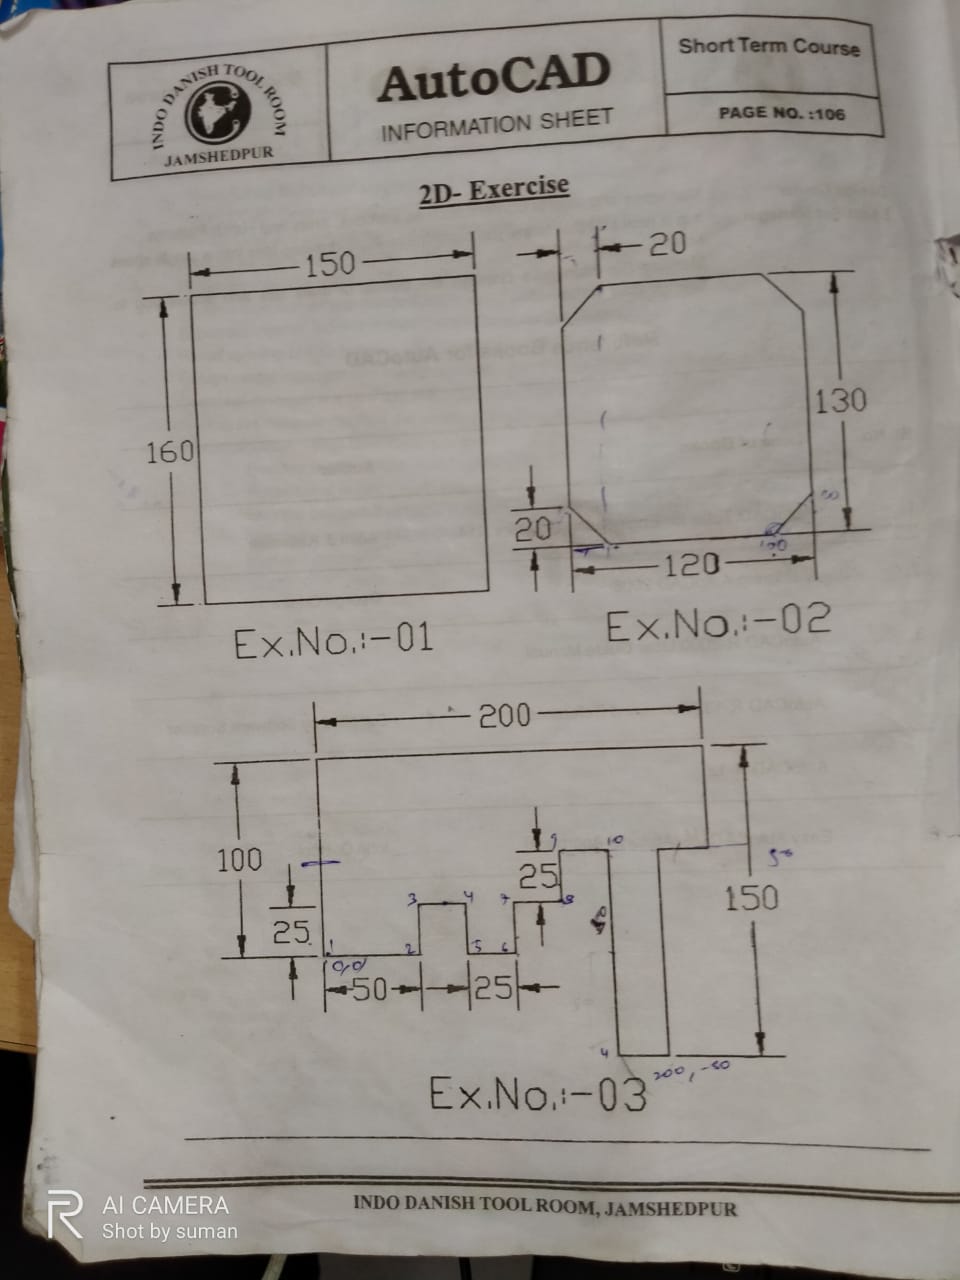 INDO DANISH TOOL ROOM
JAMSHEDPUR
AutoCAD
INFORMATION SHEET
Short Term Course
PAGE NO. :106
2D- Exercise
150
160
Ex.No.:-01
20
130
20
100
120
Ex.No.:-02
200
100
25
25
150
1
2
3
4
5
6
7
8
9
10
50
0,0
50
25
4
200, -50
Ex.No.:-03
INDO DANISH TOOL ROOM, JAMSHEDPUR
AI CAMERA
Shot by suman